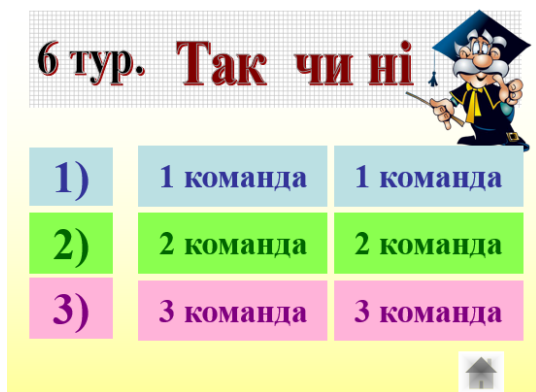 6 тур. Так чи ні
1) 1 команда 1 команда
2) 2 команда 2 команда
3) 3 команда 3 команда